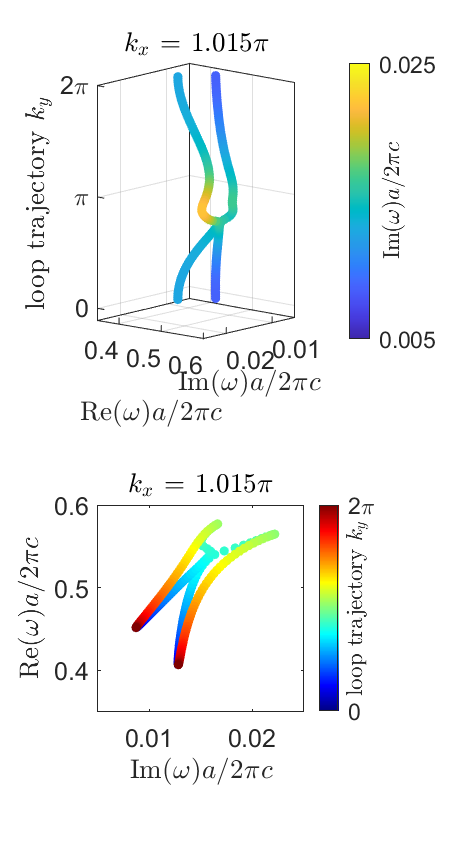 kₓ = 1.015π
2π
π
0
loop trajectory k_y
0.4 0.5 0.6
0.02 0.01
Im(ω)a/2πc
Re(ω)a/2πc
0.025
Im(ω)a/2πc
0.005
kₓ = 1.015π
0.6
0.5
0.4
Re(ω)a/2πc
0.01 0.02
Im(ω)a/2πc
2π
loop trajectory k_y
0